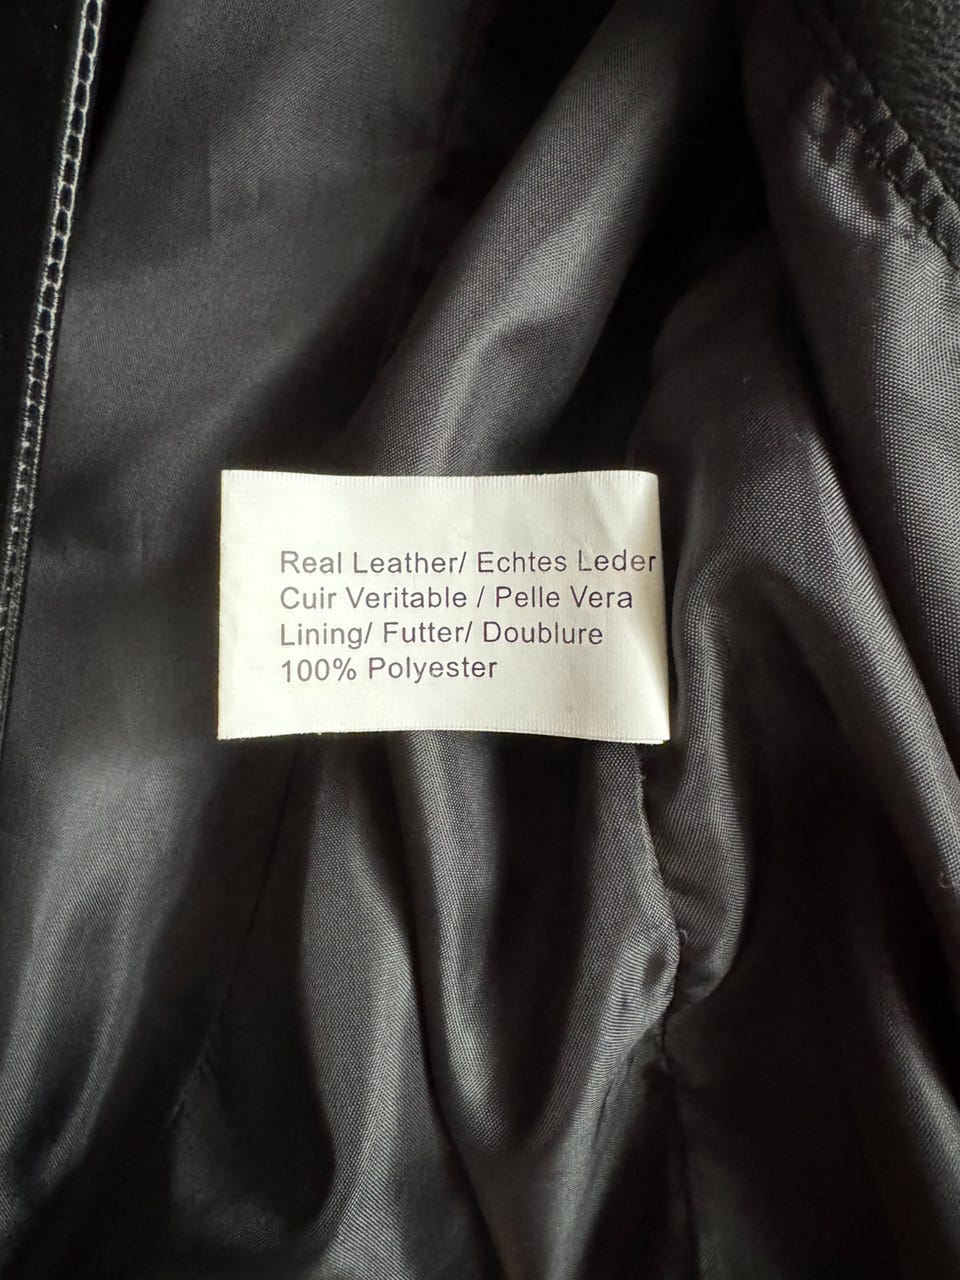 Real Leather/ Echtes Leder
Cuir Veritable / Pelle Vera
Lining/ Futter/ Doublure
100% Polyester